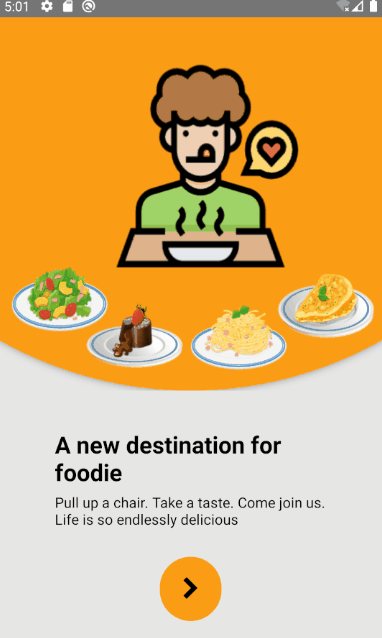 5:01
A new destination for
foodie
Pull up a chair. Take a taste. Come join us.
Life is so endlessly delicious